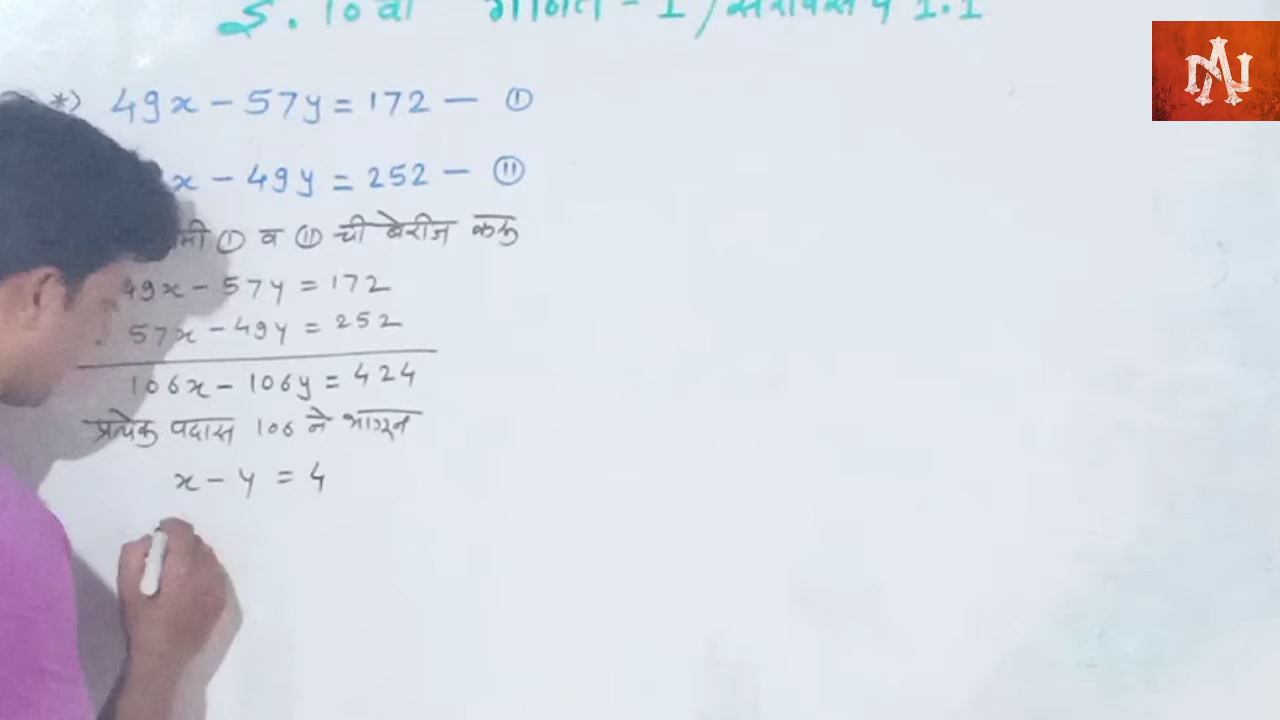 इ. 10 वी गणित - I / सरावसंच 1.1
*) 49x - 57y = 172 — ①
x - 49y = 252 — ⑪
① व ⑪ ची बेरीज करू
49x - 57y = 172
57x - 49y = 252
106x - 106y = 424
प्रत्येक पदास 106 ने भागून
x - y = 4